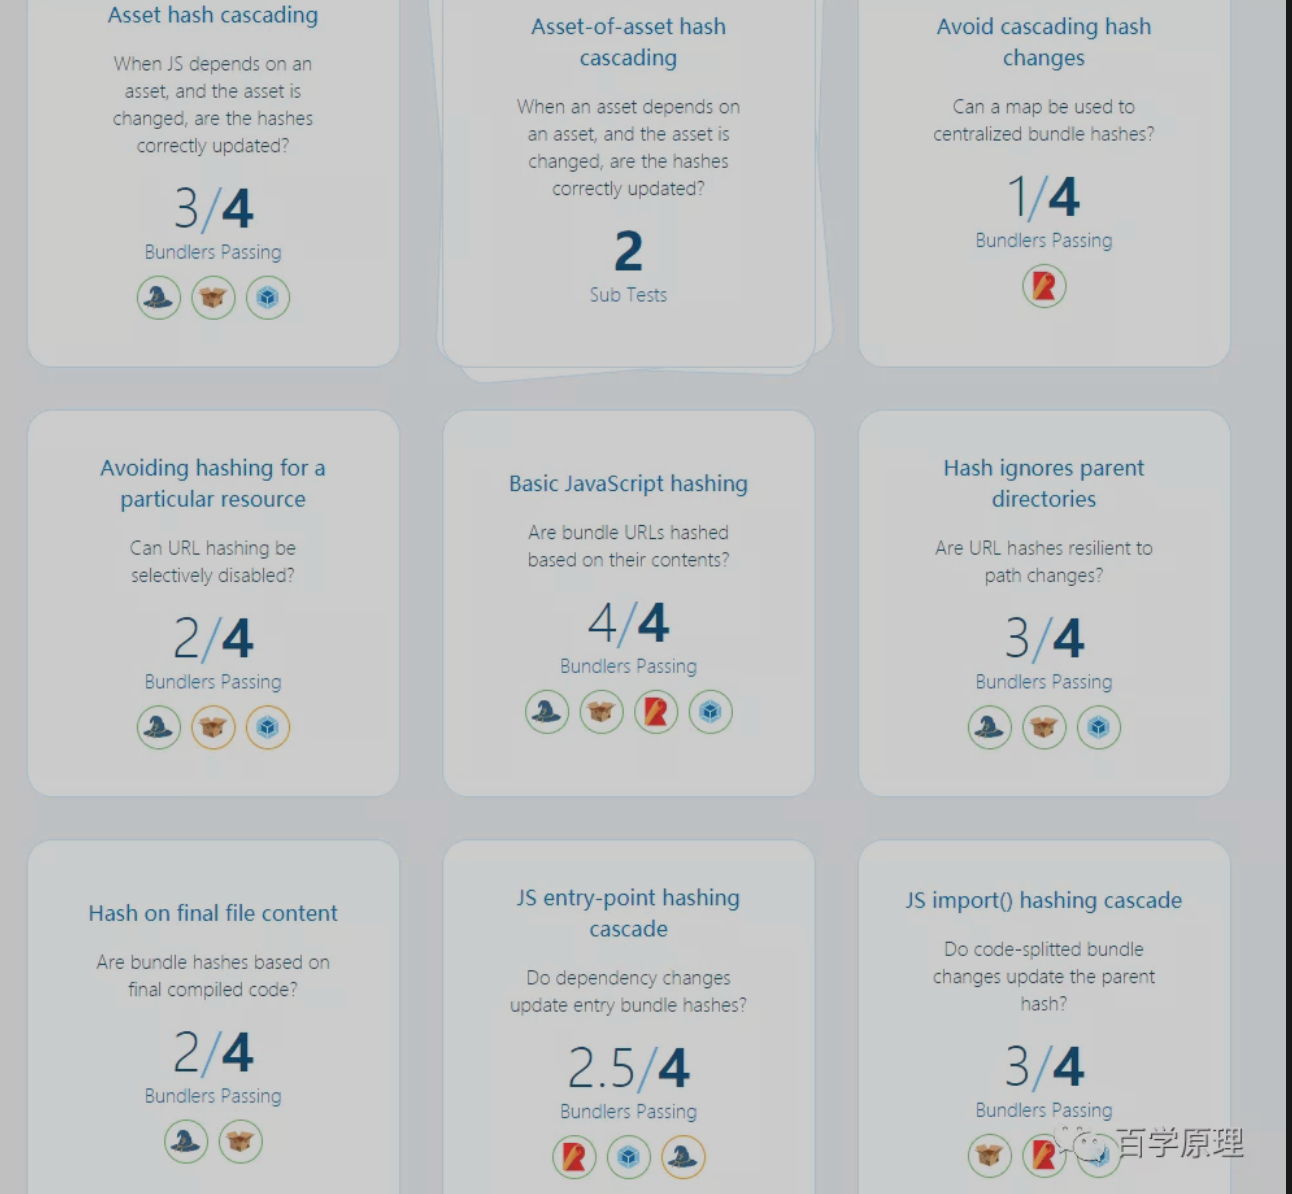 Asset hash cascading
When JS depends on an
asset, and the asset is
changed, are the hashes
correctly updated?
3/4
Bundlers Passing
Asset-of-asset hash
cascading
When an asset depends on
an asset, and the asset is
changed, are the hashes
correctly updated?
2
Sub Tests
Avoid cascading hash
changes
Can a map be used to
centralized bundle hashes?
1/4
Bundlers Passing
Avoiding hashing for a
particular resource
Can URL hashing be
selectively disabled?
2/4
Bundlers Passing
Basic JavaScript hashing
Are bundle URLs hashed
based on their contents?
4/4
Bundlers Passing
Hash ignores parent
directories
Are URL hashes resilient to
path changes?
3/4
Bundlers Passing
Hash on final file content
Are bundle hashes based on
final compiled code?
2/4
Bundlers Passing
JS entry-point hashing
cascade
Do dependency changes
update entry bundle hashes?
2.5/4
Bundlers Passing
JS import() hashing cascade
Do code-splitted bundle
changes update the parent
hash?
3/4
Bundlers Passing
百学原理